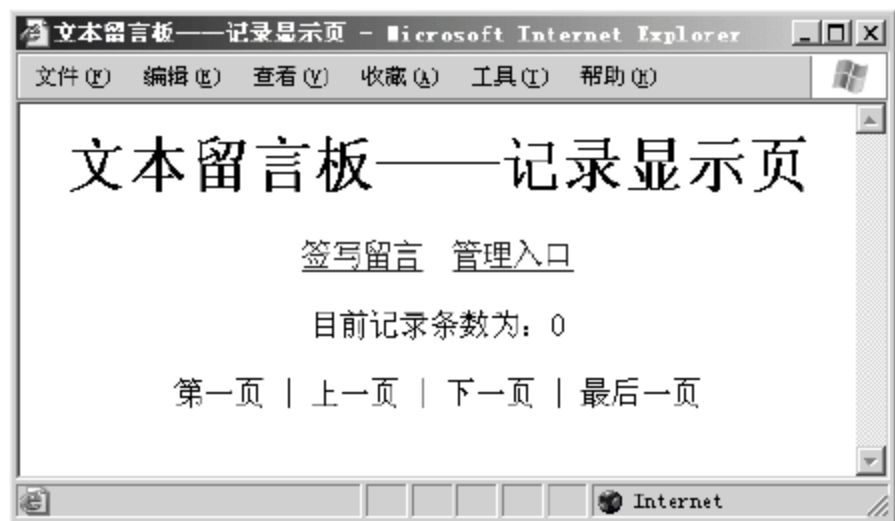 文本留言板——记录显示页 - Microsoft Internet Explorer
文件(F) 编辑(E) 查看(V) 收藏(A) 工具(T) 帮助(H)
文本留言板——记录显示页
签写留言 管理入口
目前记录条数为：0
第一页 | 上一页 | 下一页 | 最后一页
Internet